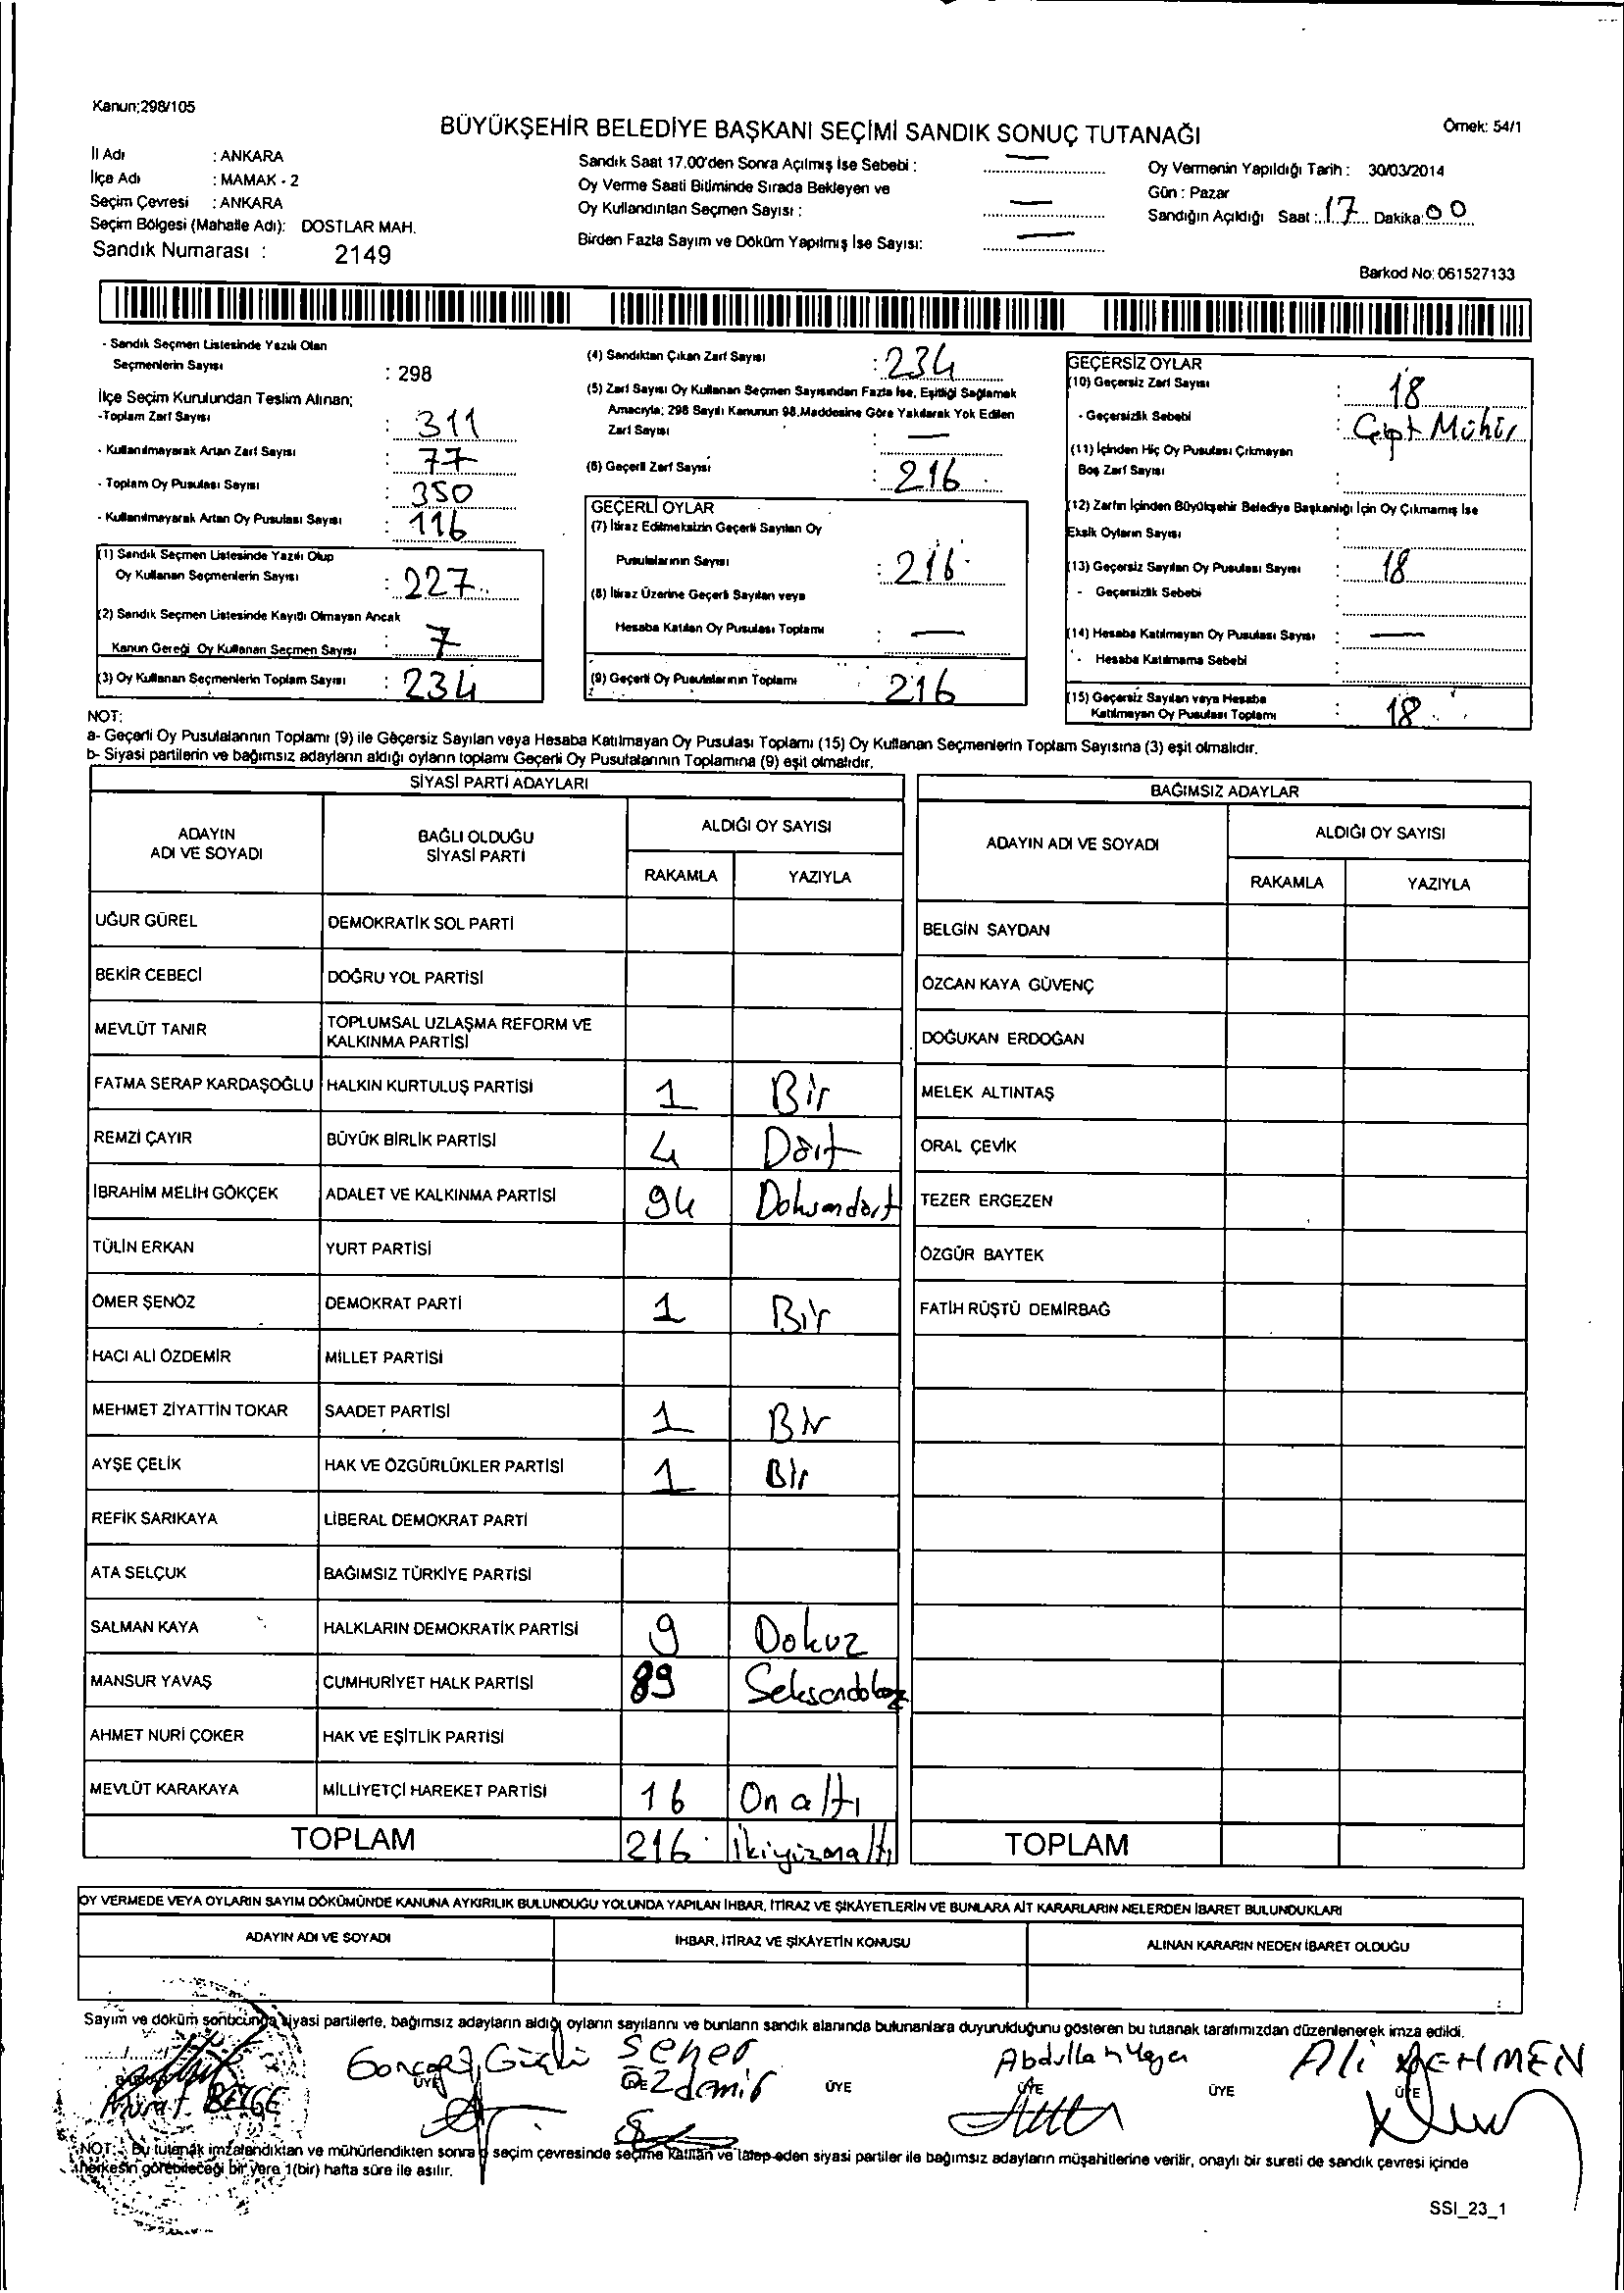 Kanun:298/105
BÜYÜKŞEHİR BELEDİYE BAŞKANI SEÇİMİ SANDIK SONUÇ TUTANAĞI
Örnek: 54/1
İl Adı : ANKARA
İlçe Adı : MAMAK - 2
Seçim Çevresi : ANKARA
Seçim Bölgesi (Mahalle Adı): DOSTLAR MAH.
Sandık Numarası : 2149
Sandık Saat 17.00'den Sonra Açılmış İse Sebebi : —
Oy Verme Saati Bitiminde Sırada Bekleyen ve
Oy Kullandırılan Seçmen Sayısı : —
Birden Fazla Sayım ve Döküm Yapılmış İse Sayısı: —
Oy Vermenin Yapıldığı Tarih : 30/03/2014
Gün : Pazar
Sandığın Açıldığı Saat : 17 Dakika: 00
Barkod No: 061527133
- Sandık Seçmen Listesinde Yazılı Olan
Seçmenlerin Sayısı : 298
İlçe Seçim Kurulundan Teslim Alınan;
-Toplam Zarf Sayısı : 311
- Kullanılmayarak Artan Zarf Sayısı : 77
- Toplam Oy Pusulası Sayısı : 350
- Kullanılmayarak Artan Oy Pusulası Sayısı : 116
(1) Sandık Seçmen Listesinde Yazılı Olup
Oy Kullanan Seçmenlerin Sayısı : 227
(2) Sandık Seçmen Listesinde Kayıtlı Olmayan Ancak
Kanun Gereği Oy Kullanan Seçmen Sayısı : 7
(3) Oy Kullanan Seçmenlerin Toplam Sayısı : 234
(4) Sandıktan Çıkan Zarf Sayısı : 234
(5) Zarf Sayısı Oy Kullanan Seçmen Sayısından Fazla İse, Eşitliği Sağlamak
Amacıyla; 298 Sayılı Kanunun 98.Maddesine Göre Yakılarak Yok Edilen
Zarf Sayısı : —
(6) Geçerli Zarf Sayısı : 216
GEÇERLİ OYLAR
(7) İtiraz Edilmeksizin Geçerli Sayılan Oy
Pusulalarının Sayısı : 216
(8) İtiraz Üzerine Geçerli Sayılan veya
Hesaba Katılan Oy Pusulası Toplamı : —
(9) Geçerli Oy Pusulalarının Toplamı : 216
GEÇERSİZ OYLAR
(10) Geçersiz Zarf Sayısı : 18
- Geçersizlik Sebebi : Çift Mühür
(11) İçinden Hiç Oy Pusulası Çıkmayan
Boş Zarf Sayısı :
(12) Zarfın İçinden Büyükşehir Belediye Başkanlığı İçin Oy Çıkmamış İse
Eksik Oyların Sayısı :
(13) Geçersiz Sayılan Oy Pusulası Sayısı : 18
- Geçersizlik Sebebi :
(14) Hesaba Katılmayan Oy Pusulası Sayısı : —
- Hesaba Katılmama Sebebi :
(15) Geçersiz Sayılan veya Hesaba
Katılmayan Oy Pusulası Toplamı : 18
NOT:
a- Geçerli Oy Pusulalarının Toplamı (9) ile Geçersiz Sayılan veya Hesaba Katılmayan Oy Pusulası Toplamı (15) Oy Kullanan Seçmenlerin Toplam Sayısına (3) eşit olmalıdır.
b- Siyasi partilerin ve bağımsız adayların aldığı oyların toplamı Geçerli Oy Pusulalarının Toplamına (9) eşit olmalıdır.
SİYASİ PARTİ ADAYLARI
ADAYIN ADI VE SOYADI
BAĞLI OLDUĞU SİYASİ PARTİ
ALDIĞI OY SAYISI
RAKAMLA YAZIYLA
UĞUR GÜREL DEMOKRATİK SOL PARTİ
BEKİR CEBECİ DOĞRU YOL PARTİSİ
MEVLÜT TANIR TOPLUMSAL UZLAŞMA REFORM VE KALKINMA PARTİSİ
FATMA SERAP KARDAŞOĞLU HALKIN KURTULUŞ PARTİSİ 1 Bir
REMZİ ÇAYIR BÜYÜK BİRLİK PARTİSİ 4 Dört
İBRAHİM MELİH GÖKÇEK ADALET VE KALKINMA PARTİSİ 94 Doksandört
TÜLİN ERKAN YURT PARTİSİ
ÖMER ŞENÖZ DEMOKRAT PARTİ 1 Bir
HACI ALİ ÖZDEMİR MİLLET PARTİSİ
MEHMET ZİYATTİN TOKAR SAADET PARTİSİ 1 Bir
AYŞE ÇELİK HAK VE ÖZGÜRLÜKLER PARTİSİ 1 Bir
REFİK SARIKAYA LİBERAL DEMOKRAT PARTİ
ATA SELÇUK BAĞIMSIZ TÜRKİYE PARTİSİ
SALMAN KAYA HALKLARIN DEMOKRATİK PARTİSİ 9 Dokuz
MANSUR YAVAŞ CUMHURİYET HALK PARTİSİ 89 Seksendokuz
AHMET NURİ ÇOKER HAK VE EŞİTLİK PARTİSİ
MEVLÜT KARAKAYA MİLLİYETÇİ HAREKET PARTİSİ 16 On altı
TOPLAM 216 ikiyüzonaltı
BAĞIMSIZ ADAYLAR
ADAYIN ADI VE SOYADI
ALDIĞI OY SAYISI
RAKAMLA YAZIYLA
BELGİN SAYDAN
ÖZCAN KAYA GÜVENÇ
DOĞUKAN ERDOĞAN
MELEK ALTINTAŞ
ORAL ÇEVİK
TEZER ERGEZEN
ÖZGÜR BAYTEK
FATİH RÜŞTÜ DEMİRBAĞ
TOPLAM
OY VERMEDE VEYA OYLARIN SAYIM DÖKÜMÜNDE KANUNA AYKIRILIK BULUNDUĞU YOLUNDA YAPILAN İHBAR, İTİRAZ VE ŞİKÂYETLERİN VE BUNLARA AİT KARARLARIN NELERDEN İBARET BULUNDUKLARI
ADAYIN ADI VE SOYADI
İHBAR, İTİRAZ VE ŞİKÂYETİN KONUSU
ALINAN KARARIN NEDEN İBARET OLDUĞU
Sayım ve döküm sonucunda siyasi partilerle, bağımsız adayların aldığı oyların sayılarını ve bunların sandık alanında bulunanlara duyurulduğunu gösteren bu tutanak tarafımızdan düzenlenerek imza edildi.
Seher Özdemir
Ali
Murat BELGE
ÜYE ÜYE ÜYE ÜYE ÜYE ÜYE
NOT: Bu tutanak imzalandıktan ve mühürlendikten sonra o seçim çevresinde seçime katılan ve talep eden siyasi partiler ile bağımsız adayların müşahitlerine verilir, onaylı bir sureti de sandık çevresi içinde
herkesin görebileceği bir yere 1(bir) hafta süre ile asılır.
SSI_23_1